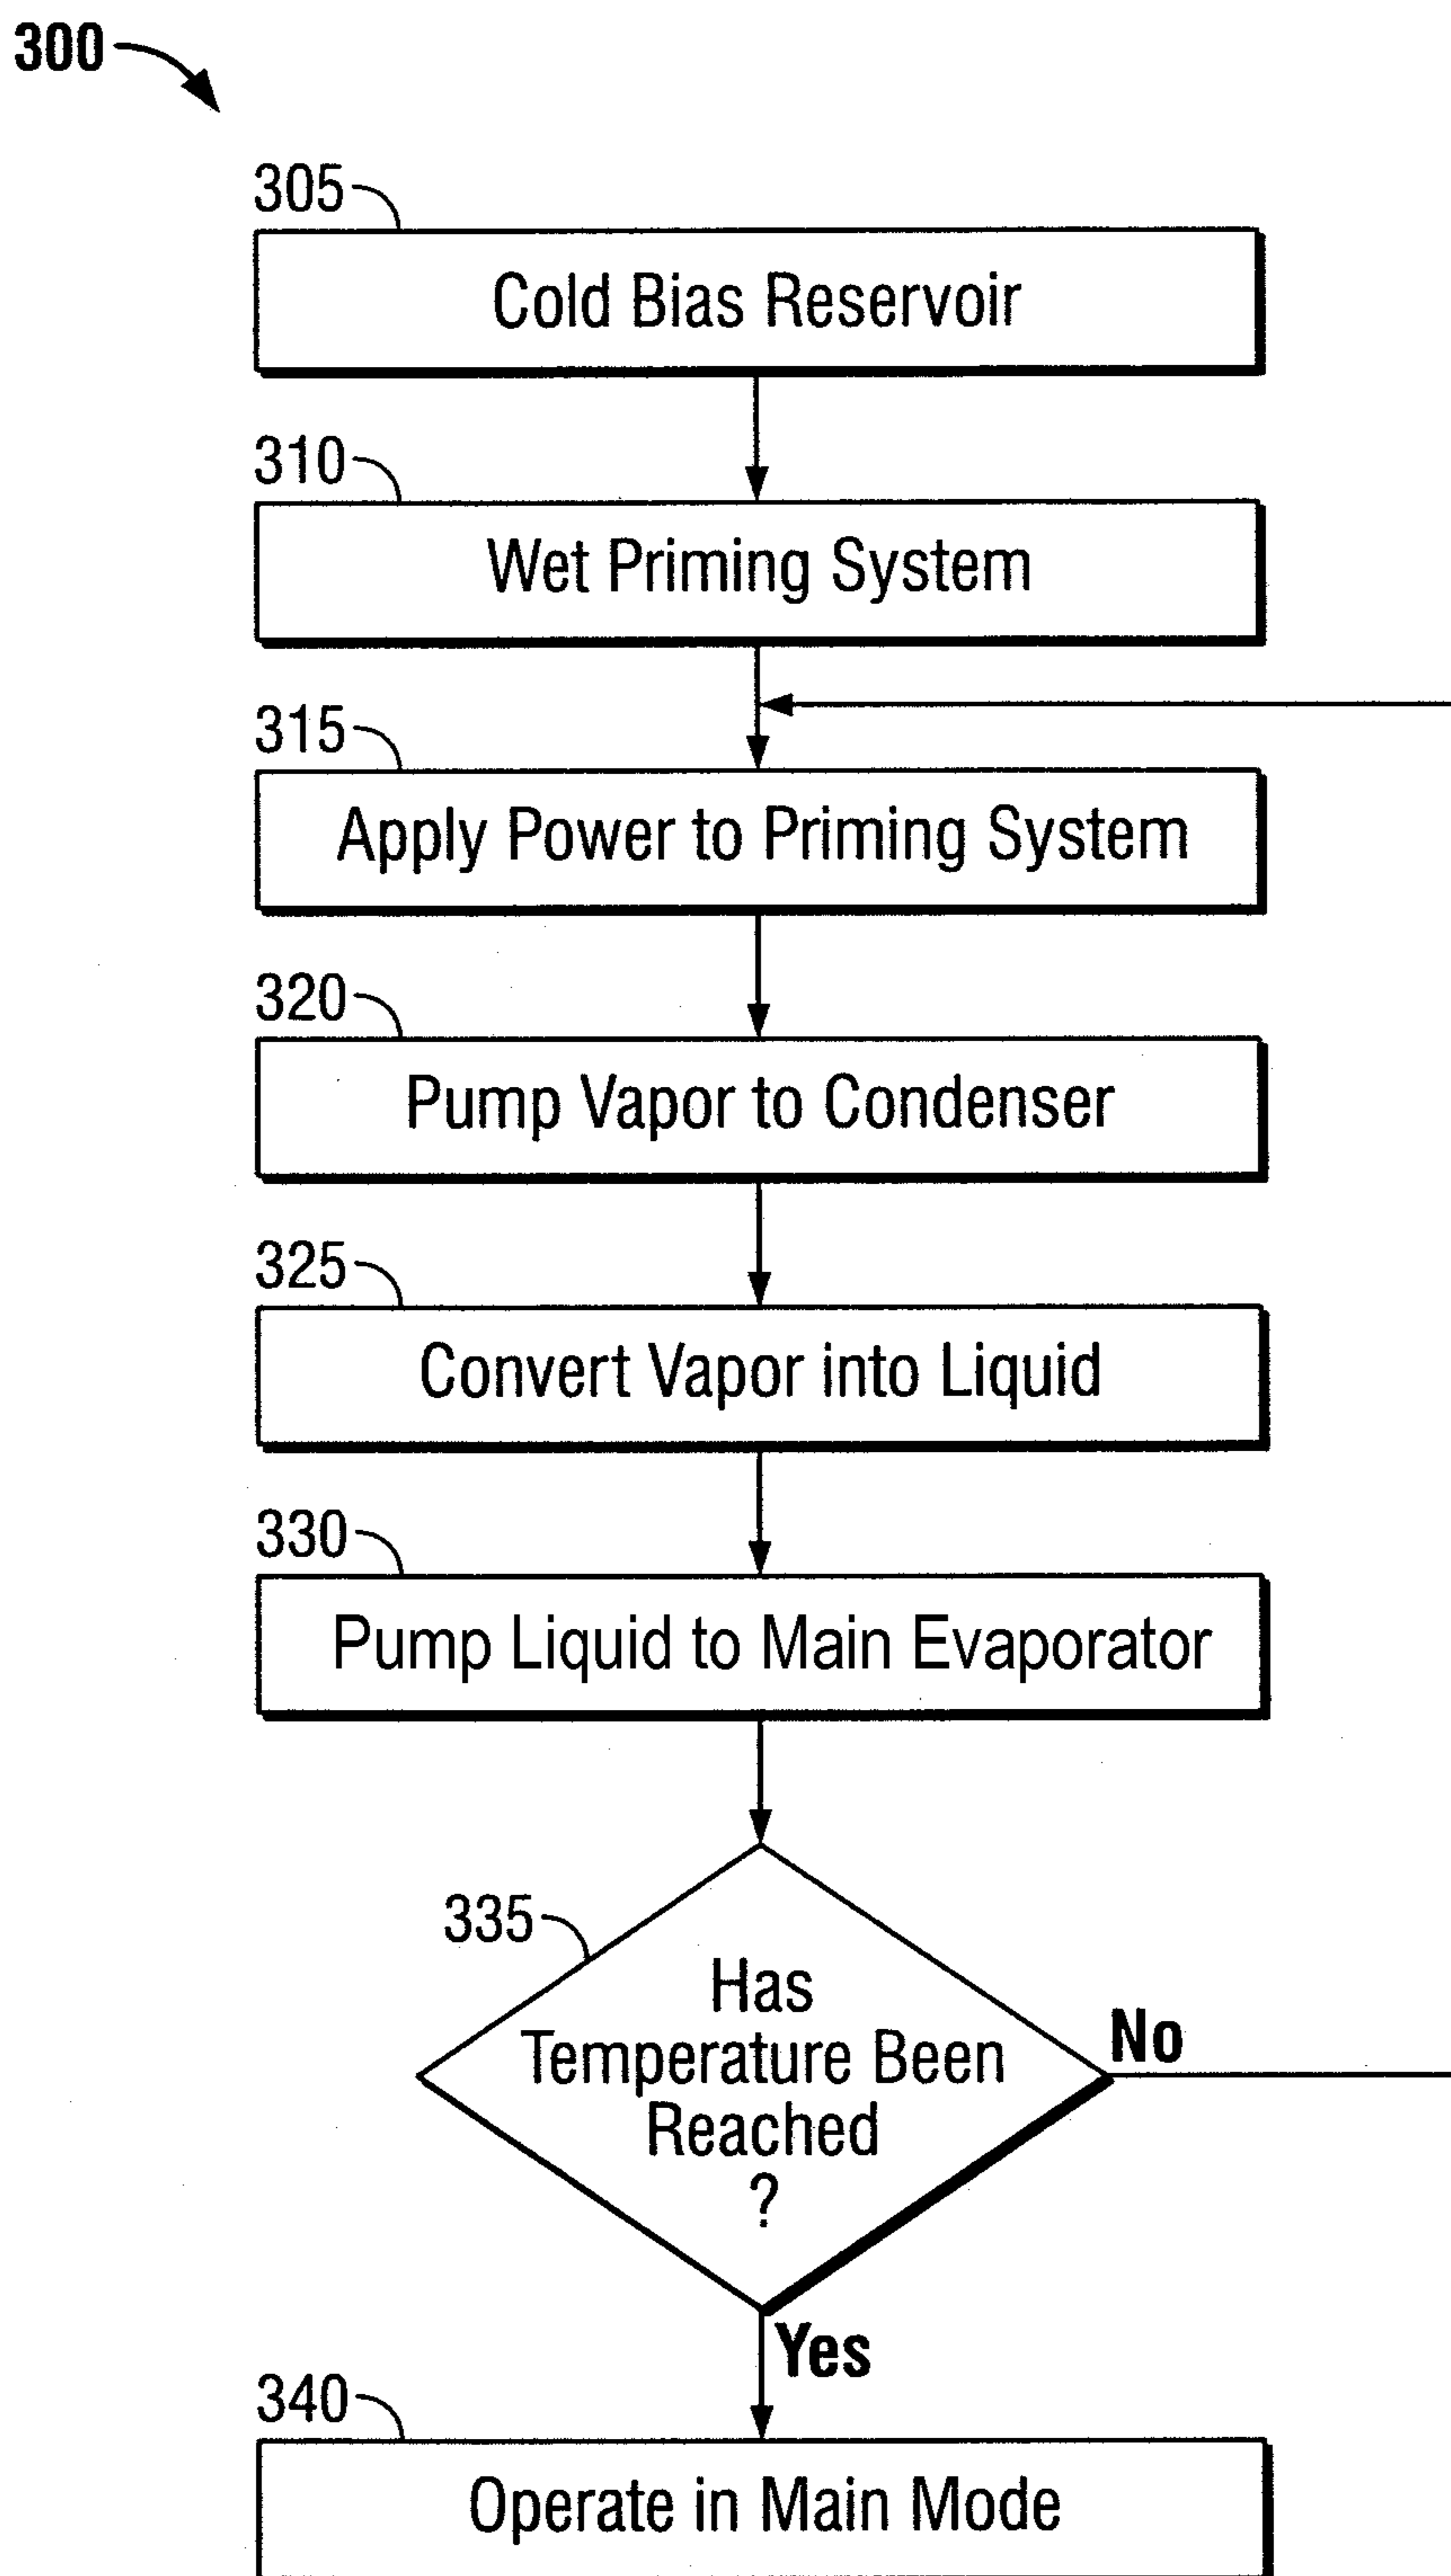 300
305
Cold Bias Reservoir
310
Wet Priming System
315
Apply Power to Priming System
320
Pump Vapor to Condenser
325
Convert Vapor into Liquid
330
Pump Liquid to Main Evaporator
335
Has
Temperature Been
Reached
?
No
Yes
340
Operate in Main Mode